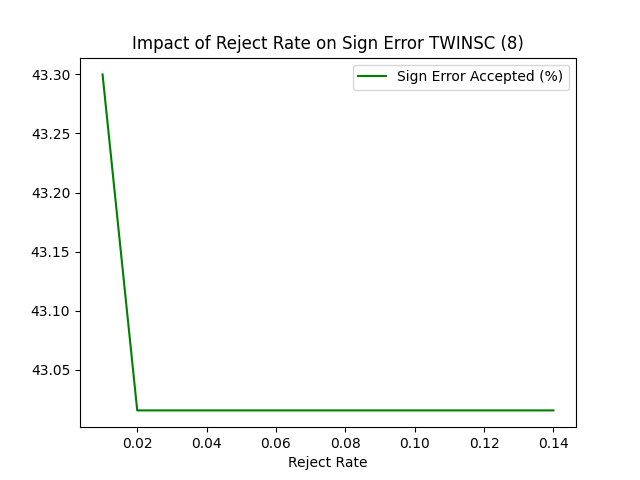 Impact of Reject Rate on Sign Error TWINSC (8)
Sign Error Accepted (%)
43.30
43.25
43.20
43.15
43.10
43.05
0.02 0.04 0.06 0.08 0.10 0.12 0.14
Reject Rate